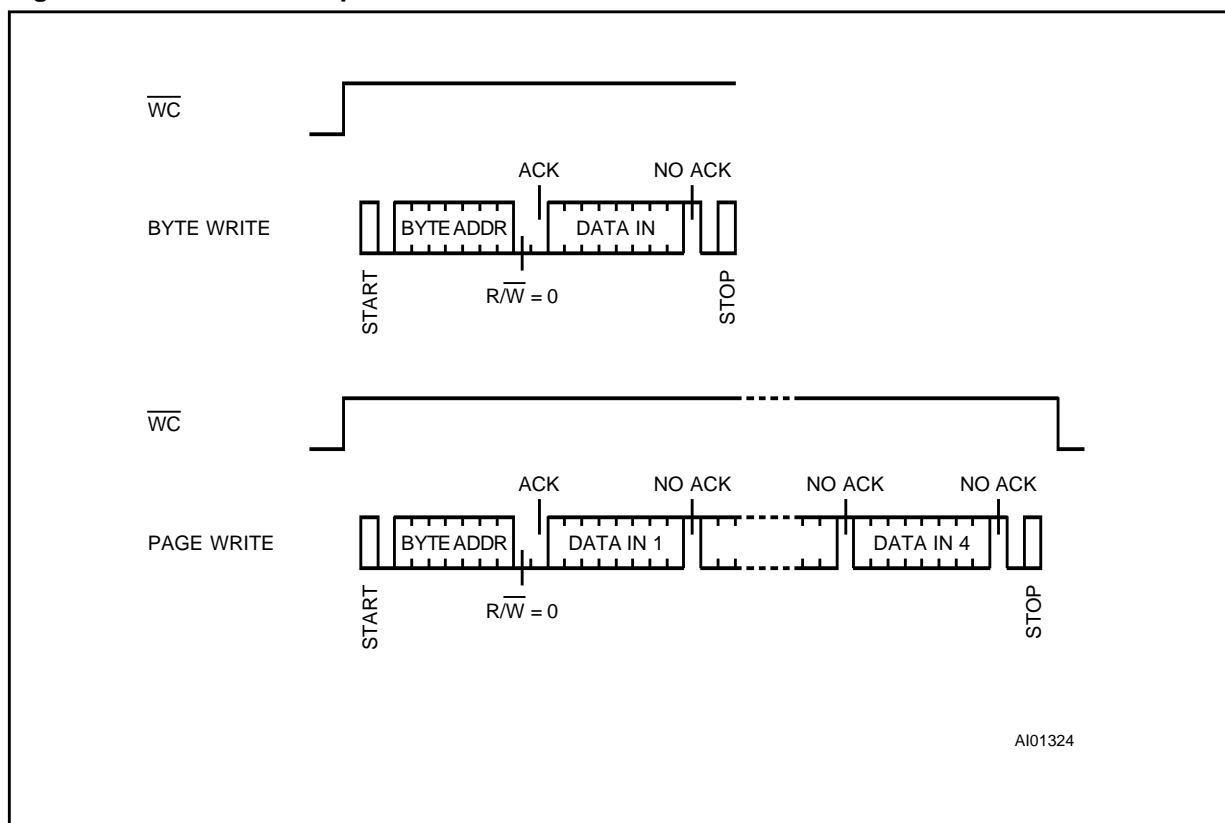 WC
ACK NO ACK
BYTE WRITE BYTE ADDR DATA IN
START R/W = 0 STOP
WC
ACK NO ACK NO ACK NO ACK
PAGE WRITE BYTE ADDR DATA IN 1 DATA IN 4
START R/W = 0 STOP
AI01324